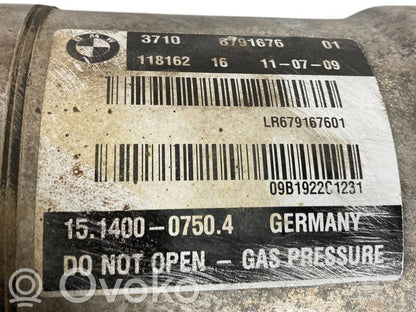 BMW
3710 6791676 01
118162 16 11-07-09
LR679167601
09B1922C1231
15.1400-0750.4 GERMANY
DO NOT OPEN - GAS PRESSURE
OVOKO